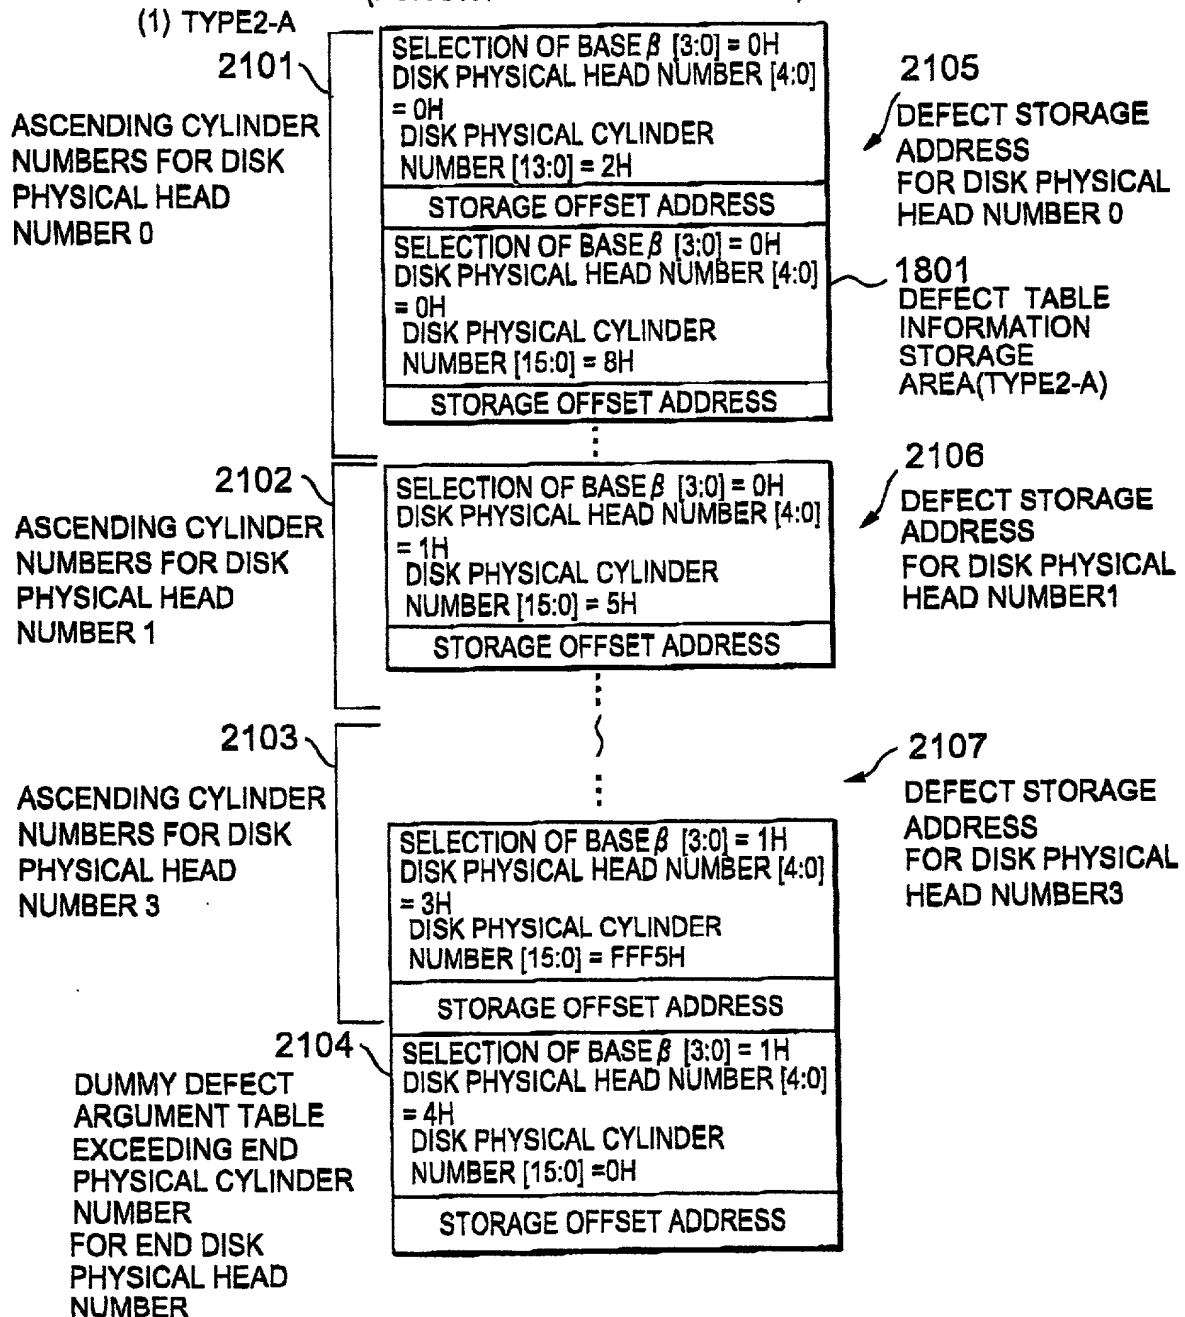 (1) TYPE2-A
2101
ASCENDING CYLINDER
NUMBERS FOR DISK
PHYSICAL HEAD
NUMBER 0
SELECTION OF BASE β [3:0] = 0H
DISK PHYSICAL HEAD NUMBER [4:0]
= 0H
DISK PHYSICAL CYLINDER
NUMBER [13:0] = 2H
STORAGE OFFSET ADDRESS
SELECTION OF BASE β [3:0] = 0H
DISK PHYSICAL HEAD NUMBER [4:0]
= 0H
DISK PHYSICAL CYLINDER
NUMBER [15:0] = 8H
STORAGE OFFSET ADDRESS
2105
DEFECT STORAGE
ADDRESS
FOR DISK PHYSICAL
HEAD NUMBER 0
1801
DEFECT TABLE
INFORMATION
STORAGE
AREA(TYPE2-A)
2102
ASCENDING CYLINDER
NUMBERS FOR DISK
PHYSICAL HEAD
NUMBER 1
SELECTION OF BASE β [3:0] = 0H
DISK PHYSICAL HEAD NUMBER [4:0]
= 1H
DISK PHYSICAL CYLINDER
NUMBER [15:0] = 5H
STORAGE OFFSET ADDRESS
2106
DEFECT STORAGE
ADDRESS
FOR DISK PHYSICAL
HEAD NUMBER1
2103
ASCENDING CYLINDER
NUMBERS FOR DISK
PHYSICAL HEAD
NUMBER 3
2107
DEFECT STORAGE
ADDRESS
FOR DISK PHYSICAL
HEAD NUMBER3
SELECTION OF BASE β [3:0] = 1H
DISK PHYSICAL HEAD NUMBER [4:0]
= 3H
DISK PHYSICAL CYLINDER
NUMBER [15:0] = FFF5H
STORAGE OFFSET ADDRESS
2104
DUMMY DEFECT
ARGUMENT TABLE
EXCEEDING END
PHYSICAL CYLINDER
NUMBER
FOR END DISK
PHYSICAL HEAD
NUMBER
SELECTION OF BASE β [3:0] = 1H
DISK PHYSICAL HEAD NUMBER [4:0]
= 4H
DISK PHYSICAL CYLINDER
NUMBER [15:0] =0H
STORAGE OFFSET ADDRESS